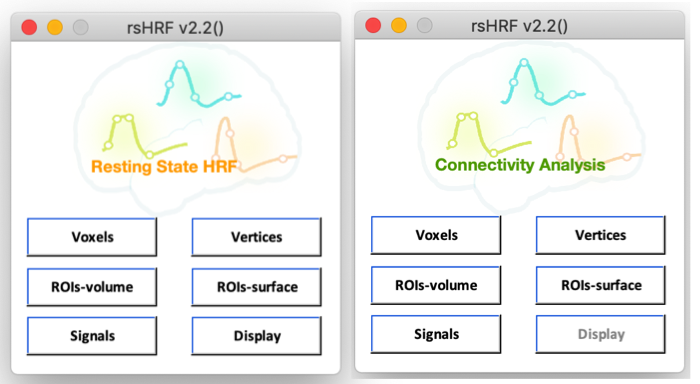 rsHRF v2.2()
Resting State HRF
Voxels
Vertices
ROIs-volume
ROIs-surface
Signals
Display
rsHRF v2.2()
Connectivity Analysis
Voxels
Vertices
ROIs-volume
ROIs-surface
Signals
Display